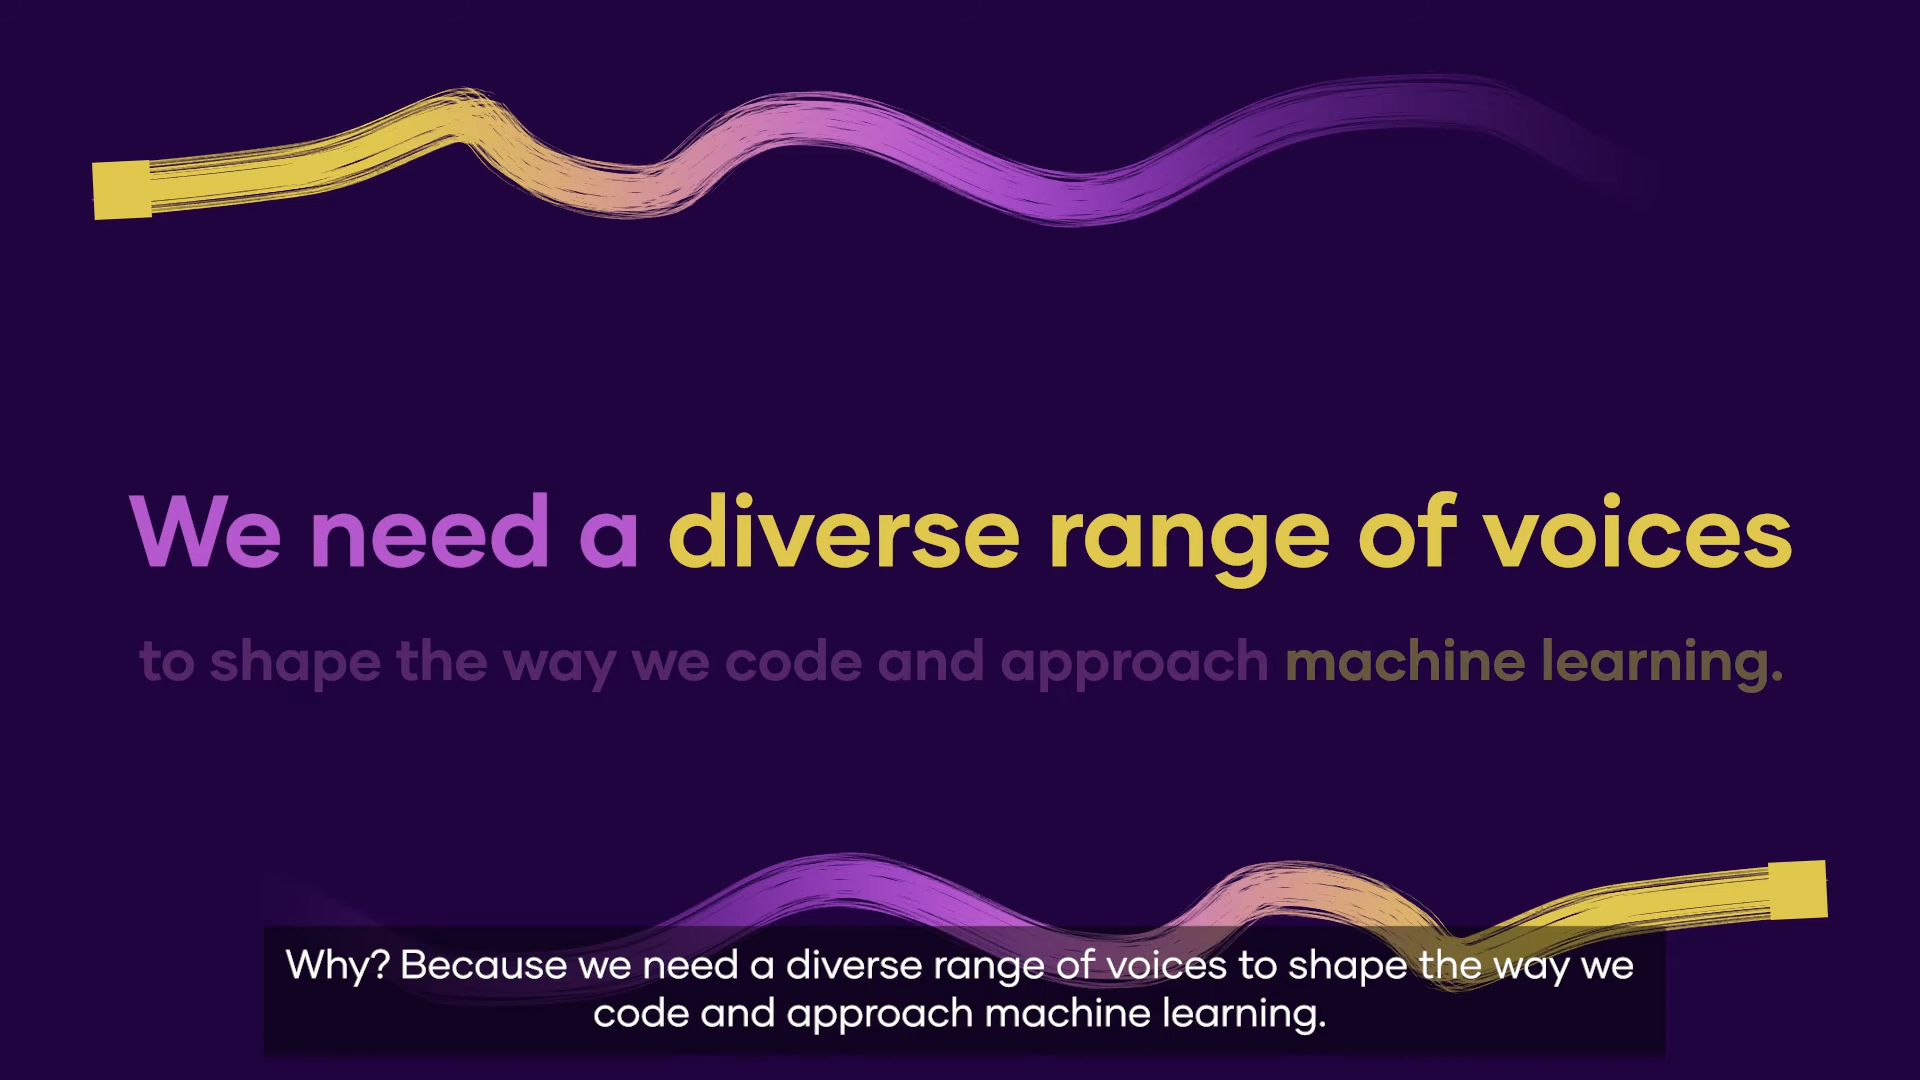 We need a diverse range of voices
to shape the way we code and approach machine learning.
Why? Because we need a diverse range of voices to shape the way we
code and approach machine learning.